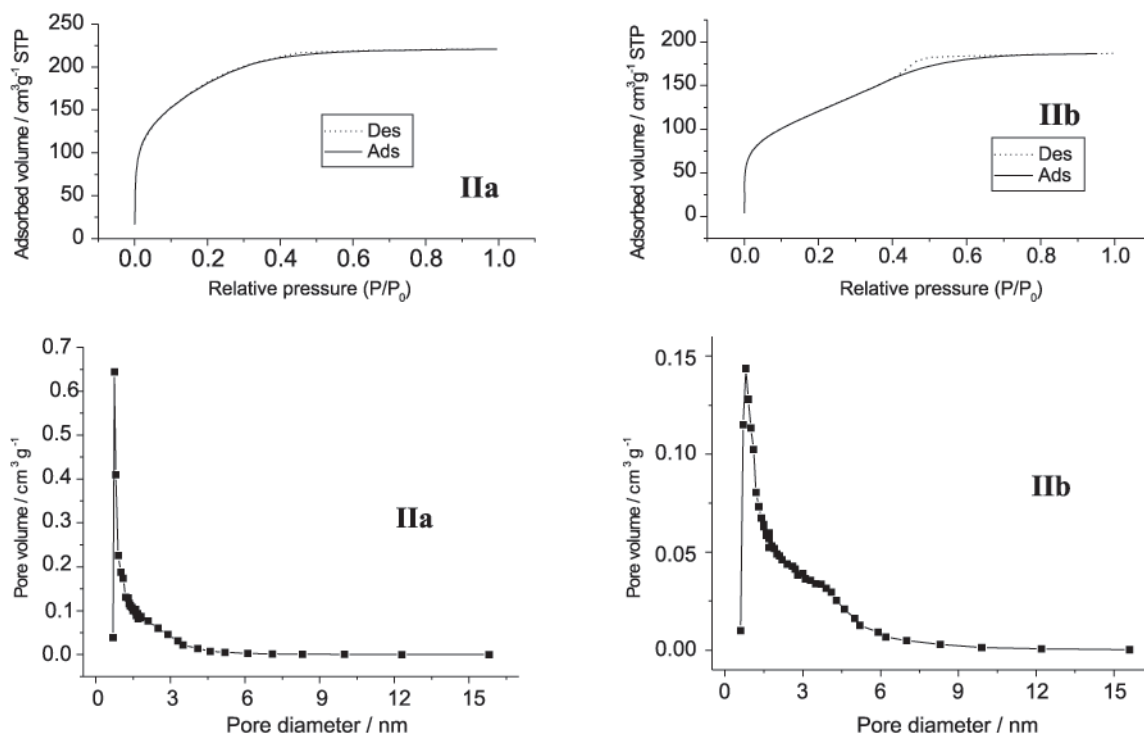 Adsorbed volume / cm³g⁻¹ STP
250
200
150
100
50
0
Des
Ads
IIa
0.0 0.2 0.4 0.6 0.8 1.0
Relative pressure (P/P₀)
Adsorbed volume / cm³g⁻¹ STP
200
150
100
50
0
IIb
Des
Ads
0.0 0.2 0.4 0.6 0.8 1.0
Relative pressure (P/P₀)
Pore volume / cm³ g⁻¹
0.7
0.6
0.5
0.4
0.3
0.2
0.1
0.0
IIa
0 3 6 9 12 15
Pore diameter / nm
Pore volume / cm³ g⁻¹
0.15
0.10
0.05
0.00
IIb
0 3 6 9 12 15
Pore diameter / nm